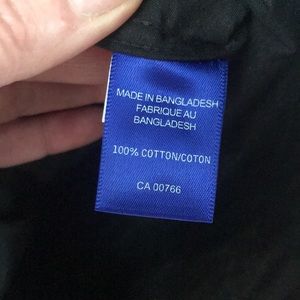 MADE IN BANGLADESH
FABRIQUE AU
BANGLADESH
100% COTTON/COTON
CA 00766